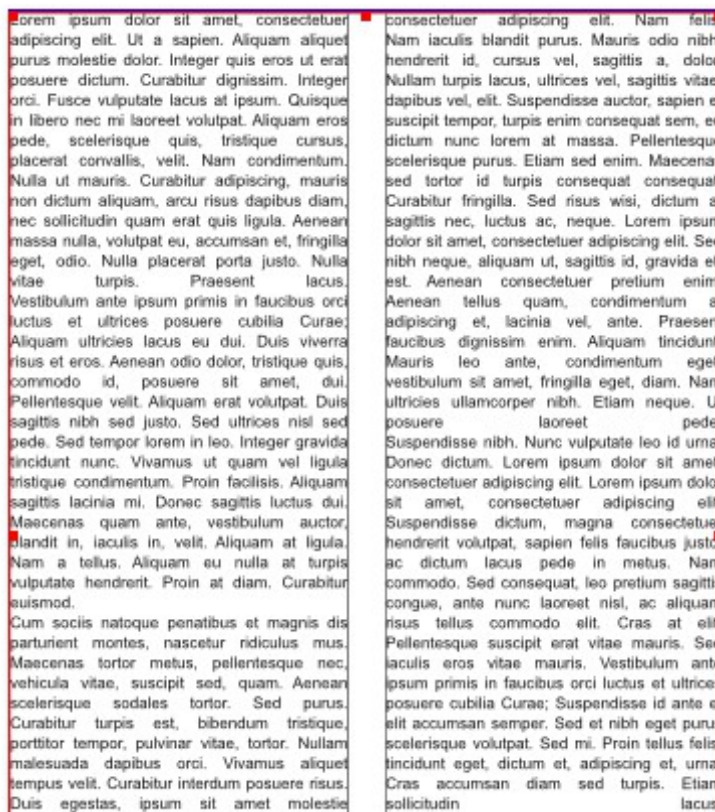 Lorem ipsum dolor sit amet, consectetuer
adipiscing elit. Ut a sapien. Aliquam aliquet
purus molestie dolor. Integer quis eros ut erat
posuere dictum. Curabitur dignissim. Integer
orci. Fusce vulputate lacus at ipsum. Quisque
in libero nec mi laoreet volutpat. Aliquam eros
pede, scelerisque quis, tristique cursus,
placerat convallis, velit. Nam condimentum.
Nulla ut mauris. Curabitur adipiscing, mauris
non dictum aliquam, arcu risus dapibus diam,
nec sollicitudin quam erat quis ligula. Aenean
massa nulla, volutpat eu, accumsan et, fringilla
eget, odio. Nulla placerat porta justo. Nulla
vitae turpis. Praesent lacus.
Vestibulum ante ipsum primis in faucibus orci
luctus et ultrices posuere cubilia Curae;
Aliquam ultricies lacus eu dui. Duis viverra
risus et eros. Aenean odio dolor, tristique quis,
commodo id, posuere sit amet, dui.
Pellentesque velit. Aliquam erat volutpat. Duis
sagittis nibh sed justo. Sed ultrices nisl sed
pede. Sed tempor lorem in leo. Integer gravida
tincidunt nunc. Vivamus ut quam vel ligula
tristique condimentum. Proin facilisis. Aliquam
sagittis lacinia mi. Donec sagittis luctus dui.
Maecenas quam ante, vestibulum auctor,
blandit in, iaculis in, velit. Aliquam at ligula.
Nam a tellus. Aliquam eu nulla at turpis
vulputate hendrerit. Proin at diam. Curabitur
euismod.
Cum sociis natoque penatibus et magnis dis
parturient montes, nascetur ridiculus mus.
Maecenas tortor metus, pellentesque nec,
vehicula vitae, suscipit sed, quam. Aenean
scelerisque sodales tortor. Sed purus.
Curabitur turpis est, bibendum tristique,
porttitor tempor, pulvinar vitae, tortor. Nullam
malesuada dapibus orci. Vivamus aliquet
tempus velit. Curabitur interdum posuere risus.
Duis egestas, ipsum sit amet molestie
consectetuer adipiscing elit. Nam felis
Nam iaculis blandit purus. Mauris odio nibh
hendrerit id, cursus vel, sagittis a, dolor
Nullam turpis lacus, ultrices vel, sagittis vitae
dapibus vel, elit. Suspendisse auctor, sapien e
suscipit tempor, turpis enim consequat sem, eu
dictum nunc lorem at massa. Pellentesque
scelerisque purus. Etiam sed enim. Maecenas
sed tortor id turpis consequat consequat
Curabitur fringilla. Sed risus wisi, dictum a
sagittis nec, luctus ac, neque. Lorem ipsum
dolor sit amet, consectetuer adipiscing elit. Sed
nibh neque, aliquam ut, sagittis id, gravida et
est. Aenean consectetuer pretium enim
Aenean tellus quam, condimentum a
adipiscing et, lacinia vel, ante. Praesent
faucibus dignissim enim. Aliquam tincidunt
Mauris leo ante, condimentum eget
vestibulum sit amet, fringilla eget, diam. Nam
ultricies ullamcorper nibh. Etiam neque. U
posuere laoreet pede
Suspendisse nibh. Nunc vulputate leo id urna
Donec dictum. Lorem ipsum dolor sit amet
consectetuer adipiscing elit. Lorem ipsum dolo
sit amet, consectetuer adipiscing elit
Suspendisse dictum, magna consectetue
hendrerit volutpat, sapien felis faucibus justo
ac dictum lacus pede in metus. Nam
commodo. Sed consequat, leo pretium sagitti
congue, ante nunc laoreet nisl, ac aliquam
risus tellus commodo elit. Cras at elit
Pellentesque suscipit erat vitae mauris. Sed
iaculis eros vitae mauris. Vestibulum ante
ipsum primis in faucibus orci luctus et ultrices
posuere cubilia Curae; Suspendisse id ante e
elit accumsan semper. Sed et nibh eget purus
scelerisque volutpat. Sed mi. Proin tellus felis
tincidunt eget, dictum et, adipiscing et, urna
Cras accumsan diam sed turpis. Etiam
sollicitudin lacus